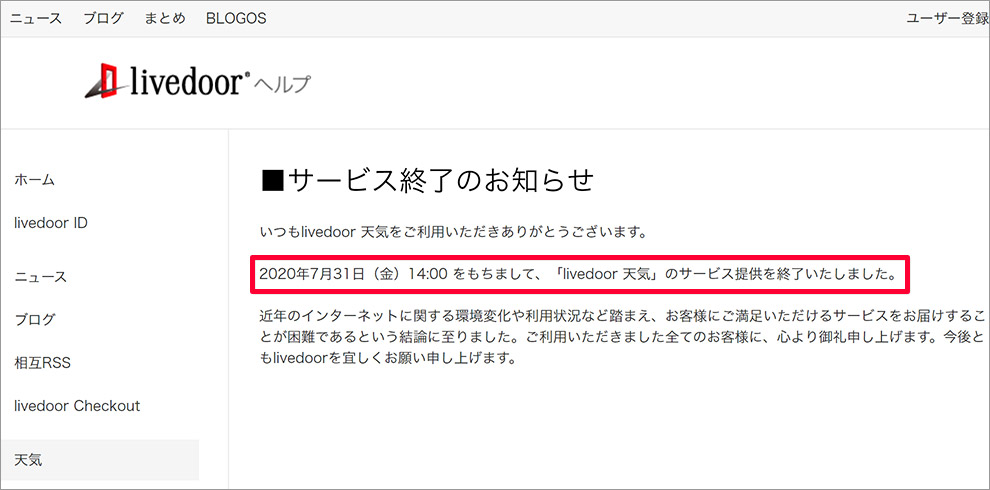 ニュース ブログ まとめ BLOGOS ユーザー登録
livedoor® ヘルプ
ホーム
livedoor ID
ニュース
ブログ
相互RSS
livedoor Checkout
天気
■サービス終了のお知らせ
いつもlivedoor 天気をご利用いただきありがとうございます。
2020年7月31日（金）14:00 をもちまして、「livedoor 天気」のサービス提供を終了いたしました。
近年のインターネットに関する環境変化や利用状況など踏まえ、お客様にご満足いただけるサービスをお届けするこ
とが困難であるという結論に至りました。ご利用いただきました全てのお客様に、心より御礼申し上げます。今後と
もlivedoorを宜しくお願い申し上げます。